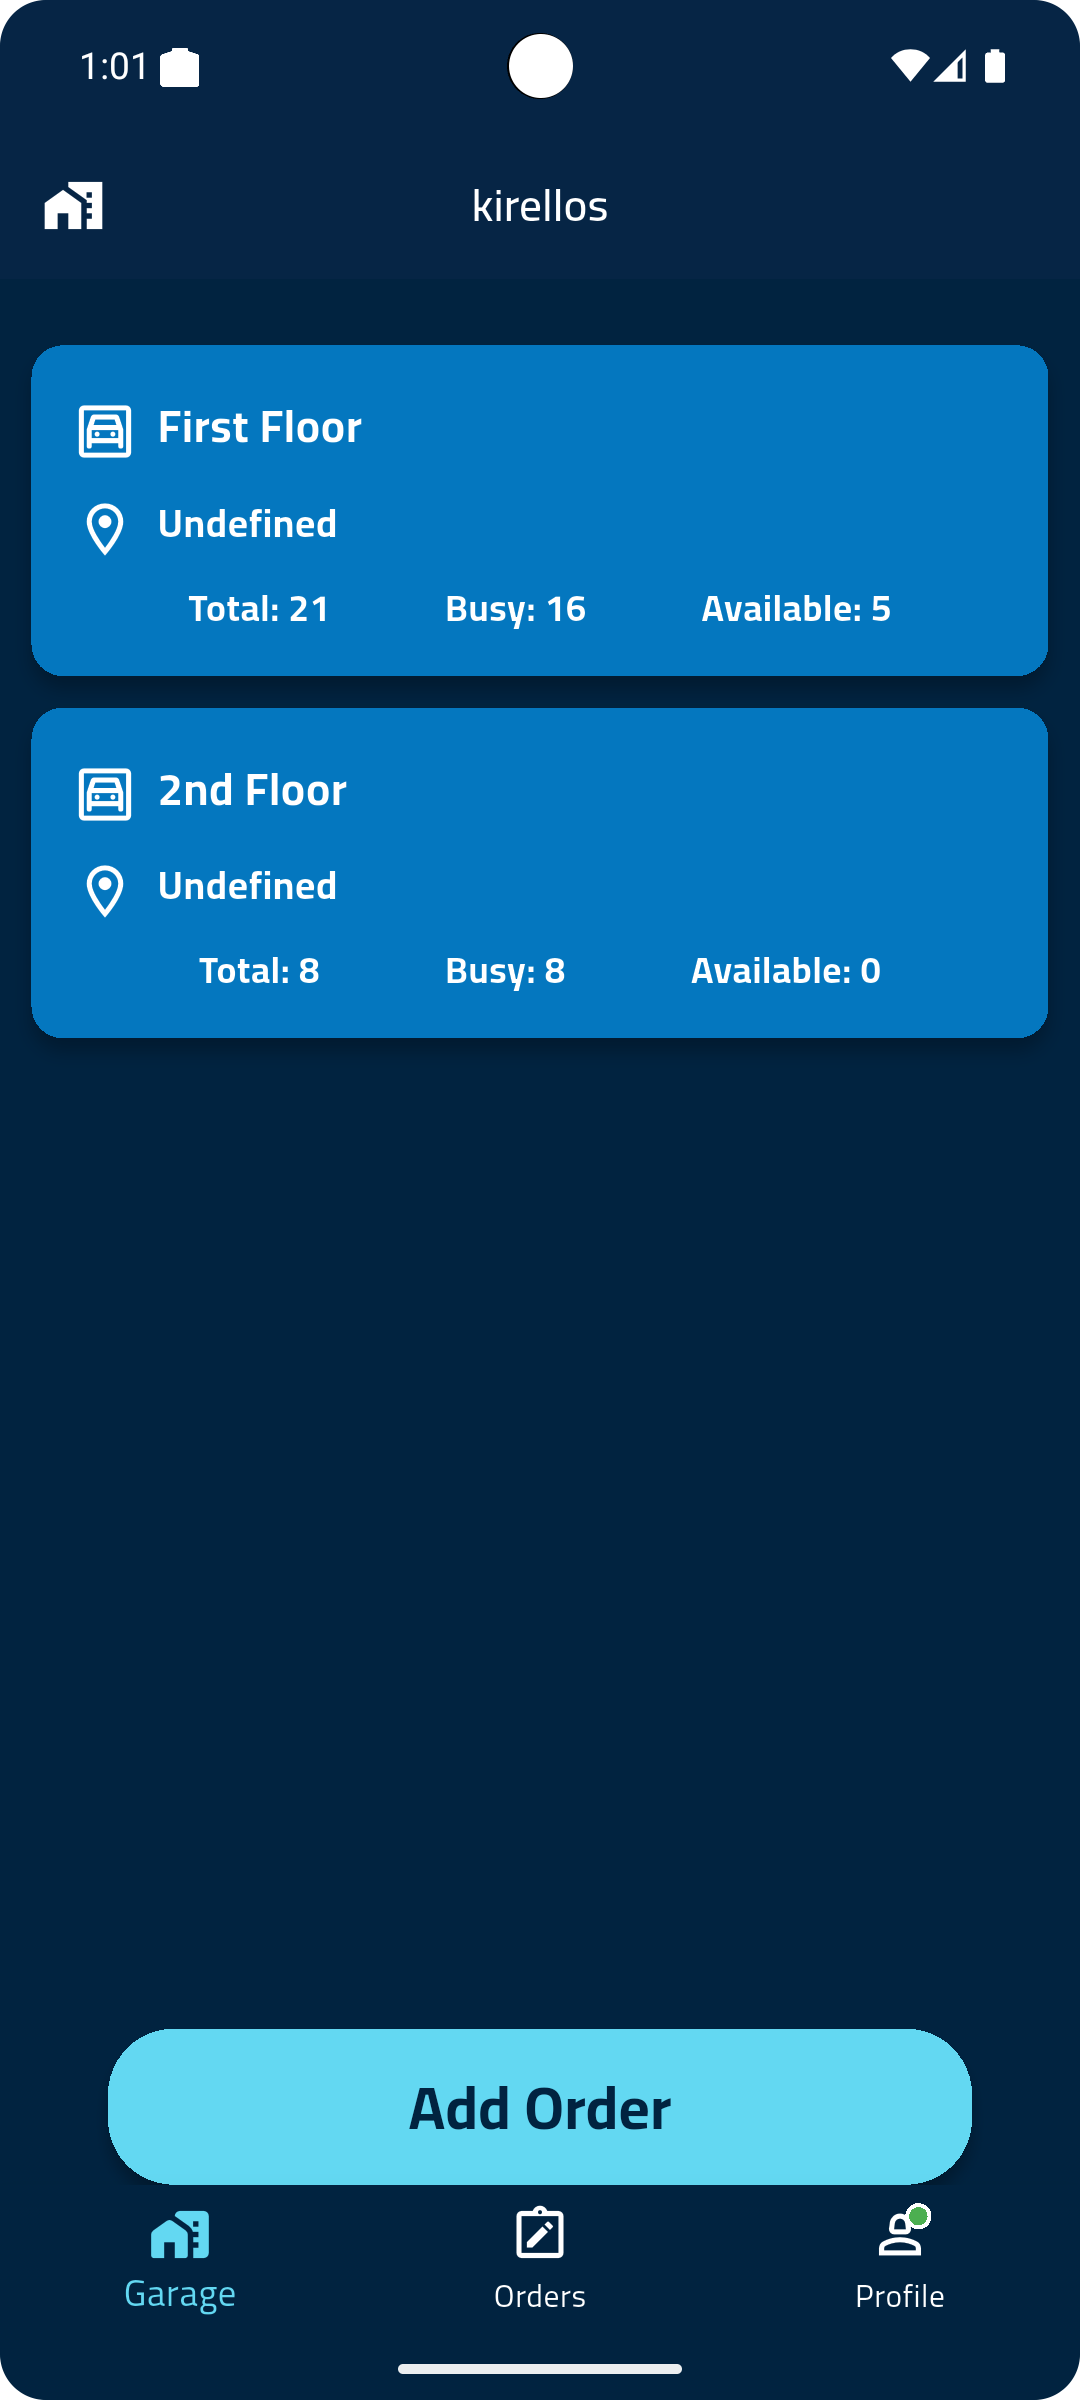 1:01
kirellos
First Floor
Undefined
Total: 21 Busy: 16 Available: 5
2nd Floor
Undefined
Total: 8 Busy: 8 Available: 0
Add Order
Garage Orders Profile